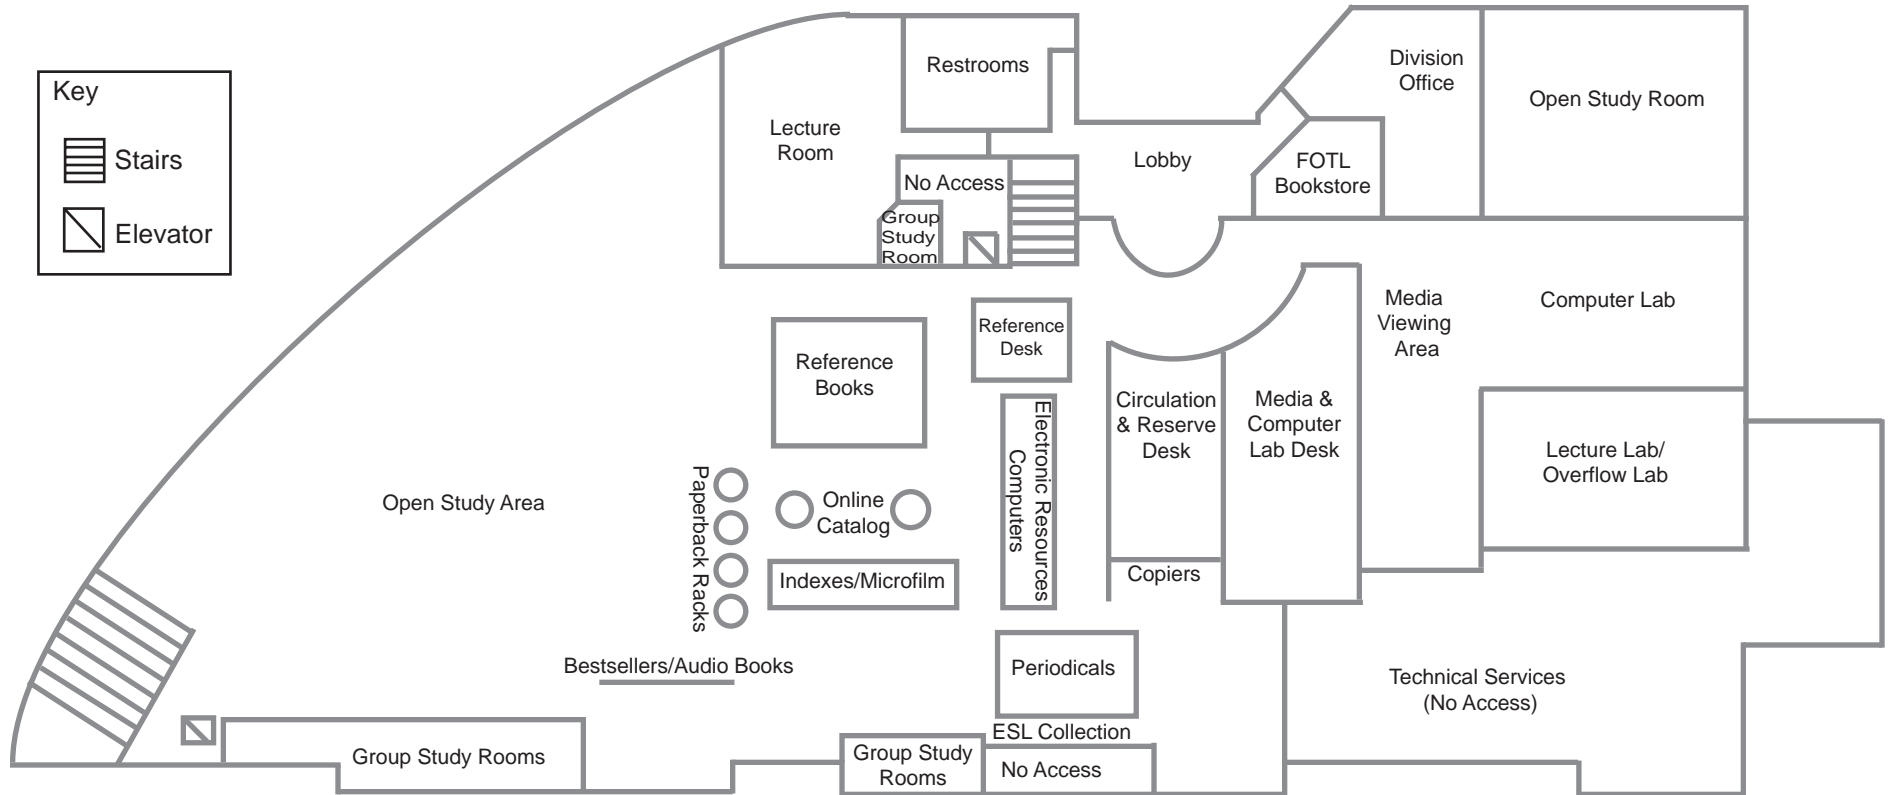 Key
Stairs
Elevator
Restrooms
Lecture
Room
No Access
Group
Study
Room
Lobby
Division
Office
FOTL
Bookstore
Open Study Room
Reference
Desk
Reference
Books
Media
Viewing
Area
Computer Lab
Circulation
& Reserve
Desk
Media &
Computer
Lab Desk
Lecture Lab/
Overflow Lab
Electronic Resources
Computers
Open Study Area
Paperback Racks
Online
Catalog
Indexes/Microfilm
Copiers
Bestsellers/Audio Books
Periodicals
Technical Services
(No Access)
ESL Collection
Group Study Rooms
Group Study
Rooms
No Access